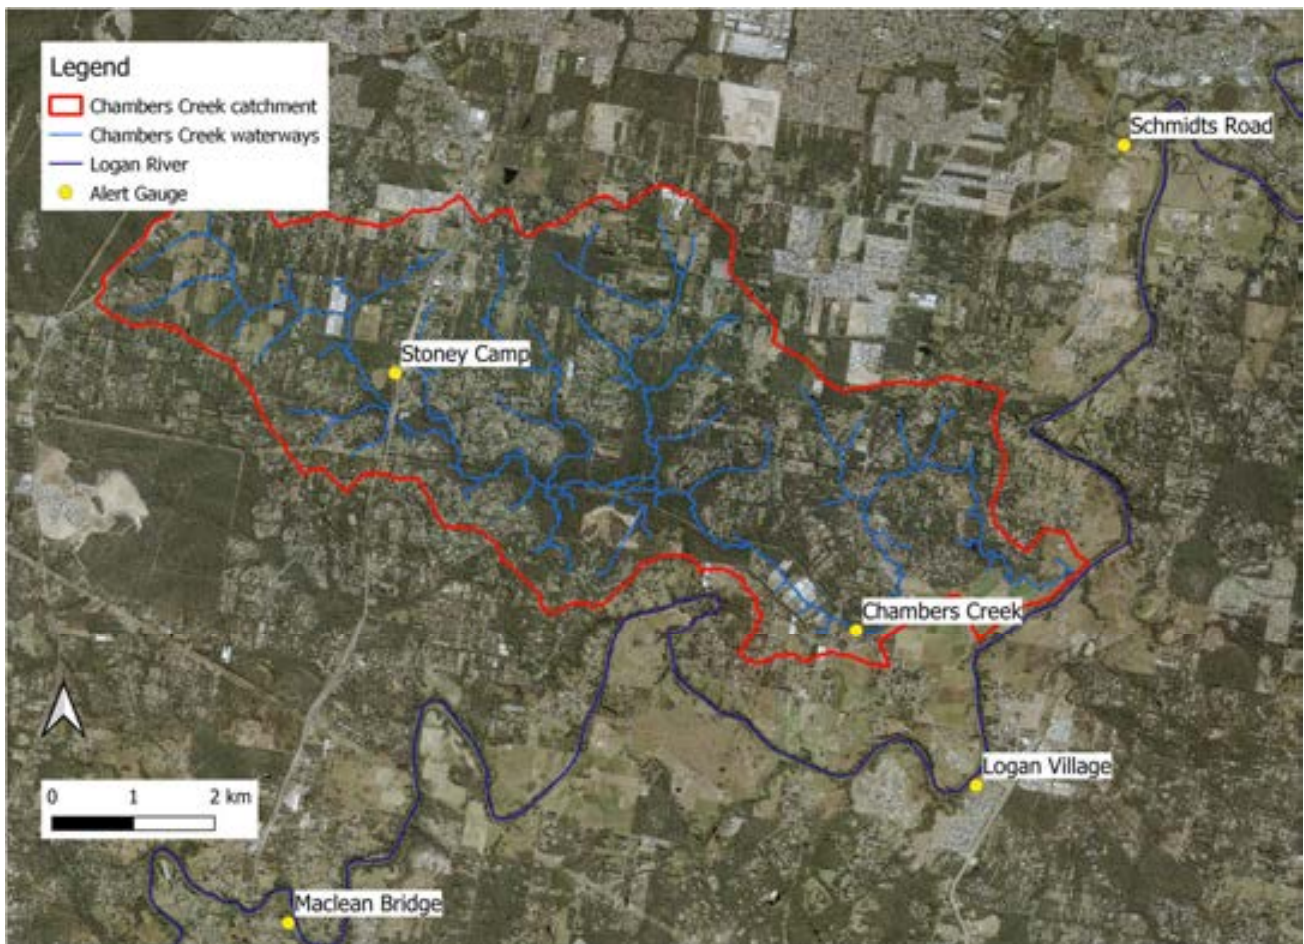 Legend
Chambers Creek catchment
Chambers Creek waterways
Logan River
Alert Gauge
Schmidts Road
Stoney Camp
Chambers Creek
Logan Village
0 1 2 km
Maclean Bridge